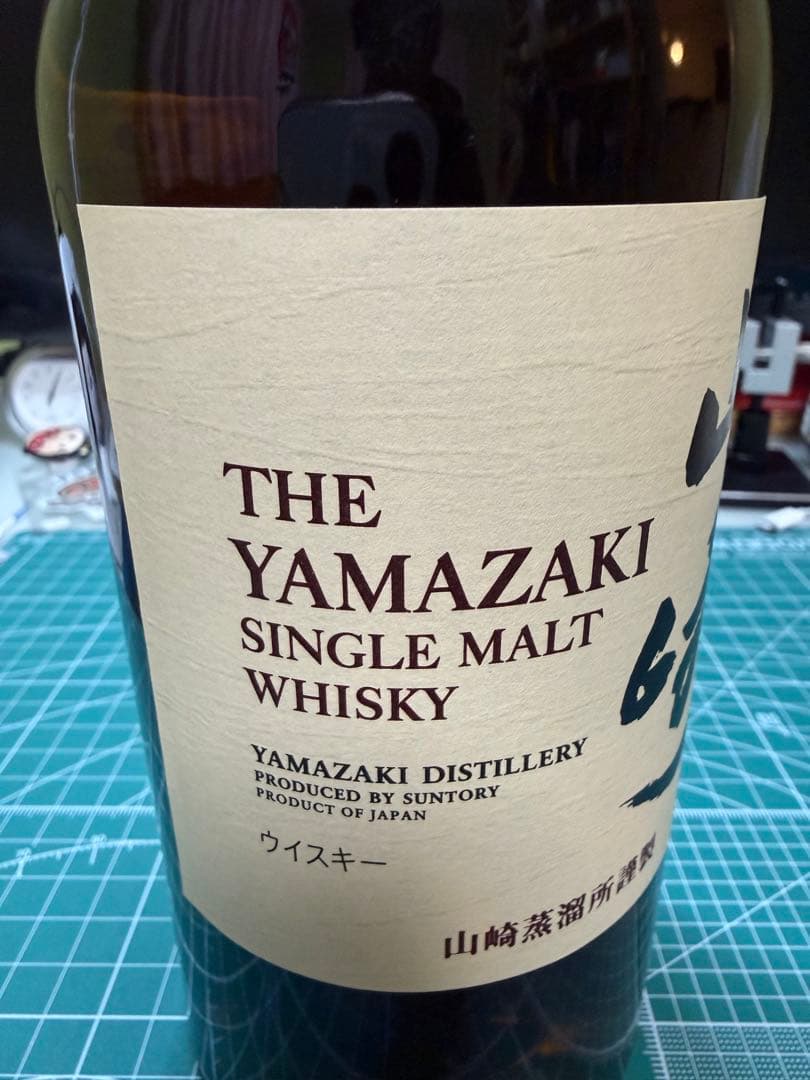 THE
YAMAZAKI
SINGLE MALT
WHISKY
YAMAZAKI DISTILLERY
PRODUCED BY SUNTORY
PRODUCT OF JAPAN
ウイスキー
山崎蒸溜所謹製